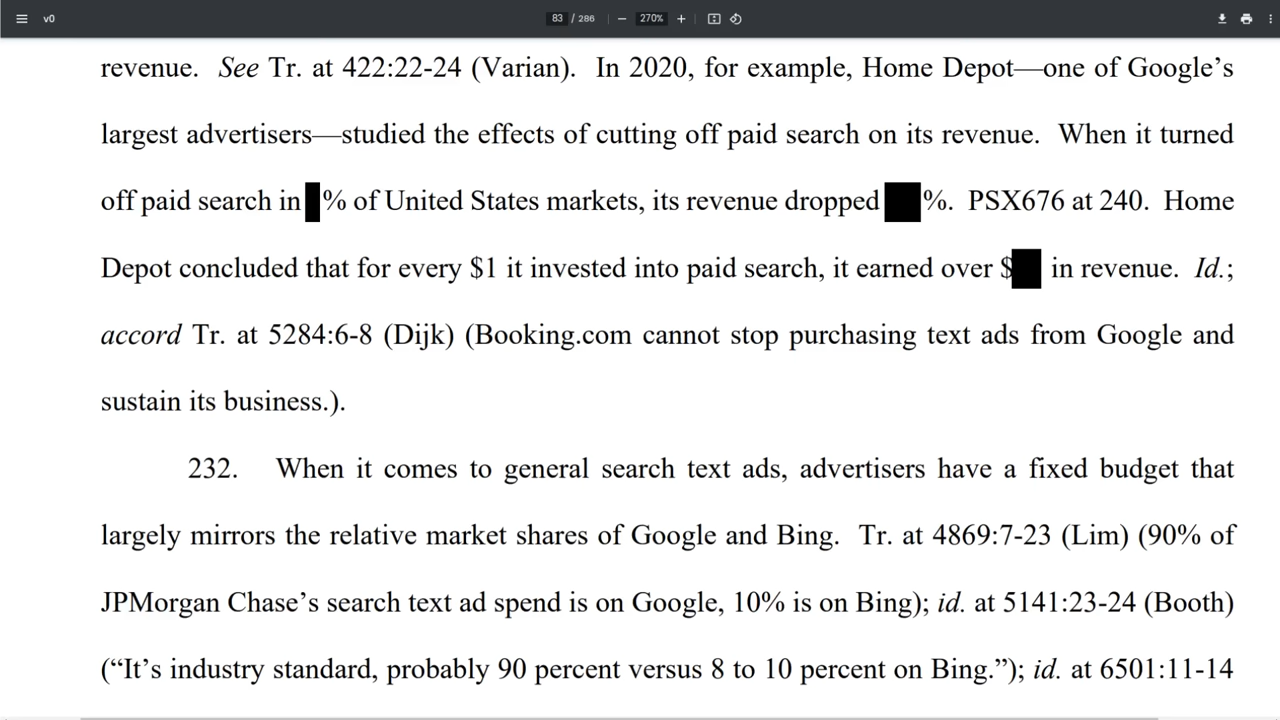 v0
83 / 286
270%
revenue. See Tr. at 422:22-24 (Varian). In 2020, for example, Home Depot—one of Google’s
largest advertisers—studied the effects of cutting off paid search on its revenue. When it turned
off paid search in % of United States markets, its revenue dropped %. PSX676 at 240. Home
Depot concluded that for every $1 it invested into paid search, it earned over $ in revenue. Id.;
accord Tr. at 5284:6-8 (Dijk) (Booking.com cannot stop purchasing text ads from Google and
sustain its business.).
232. When it comes to general search text ads, advertisers have a fixed budget that
largely mirrors the relative market shares of Google and Bing. Tr. at 4869:7-23 (Lim) (90% of
JPMorgan Chase’s search text ad spend is on Google, 10% is on Bing); id. at 5141:23-24 (Booth)
(“It’s industry standard, probably 90 percent versus 8 to 10 percent on Bing.”); id. at 6501:11-14